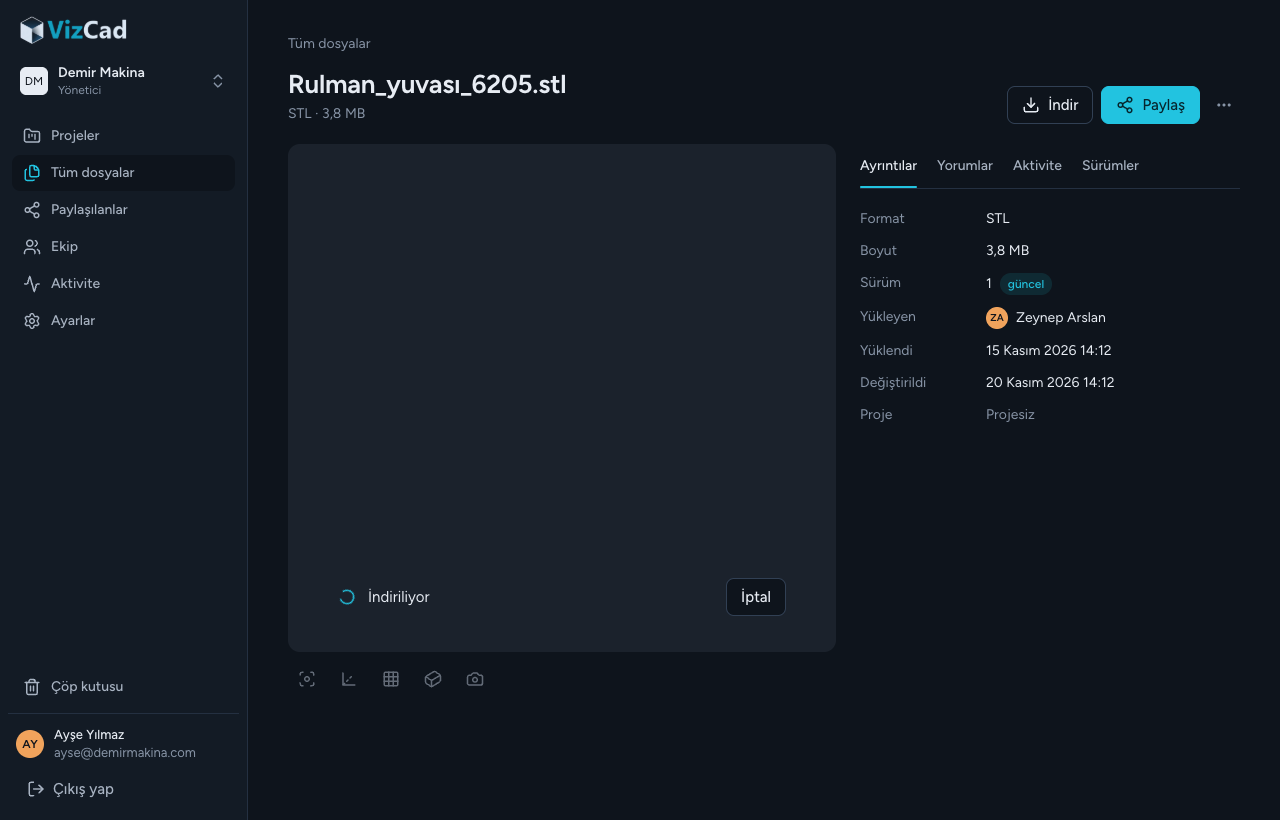 VizCad
DM
Demir Makina
Yönetici
Projeler
Tüm dosyalar
Paylaşılanlar
Ekip
Aktivite
Ayarlar
Çöp kutusu
AY
Ayşe Yılmaz
ayse@demirmakina.com
Çıkış yap
Tüm dosyalar
Rulman_yuvası_6205.stl
STL · 3,8 MB
İndir
Paylaş
İndiriliyor
İptal
Ayrıntılar Yorumlar Aktivite Sürümler
Format STL
Boyut 3,8 MB
Sürüm 1 güncel
Yükleyen ZA Zeynep Arslan
Yüklendi 15 Kasım 2026 14:12
Değiştirildi 20 Kasım 2026 14:12
Proje Projesiz